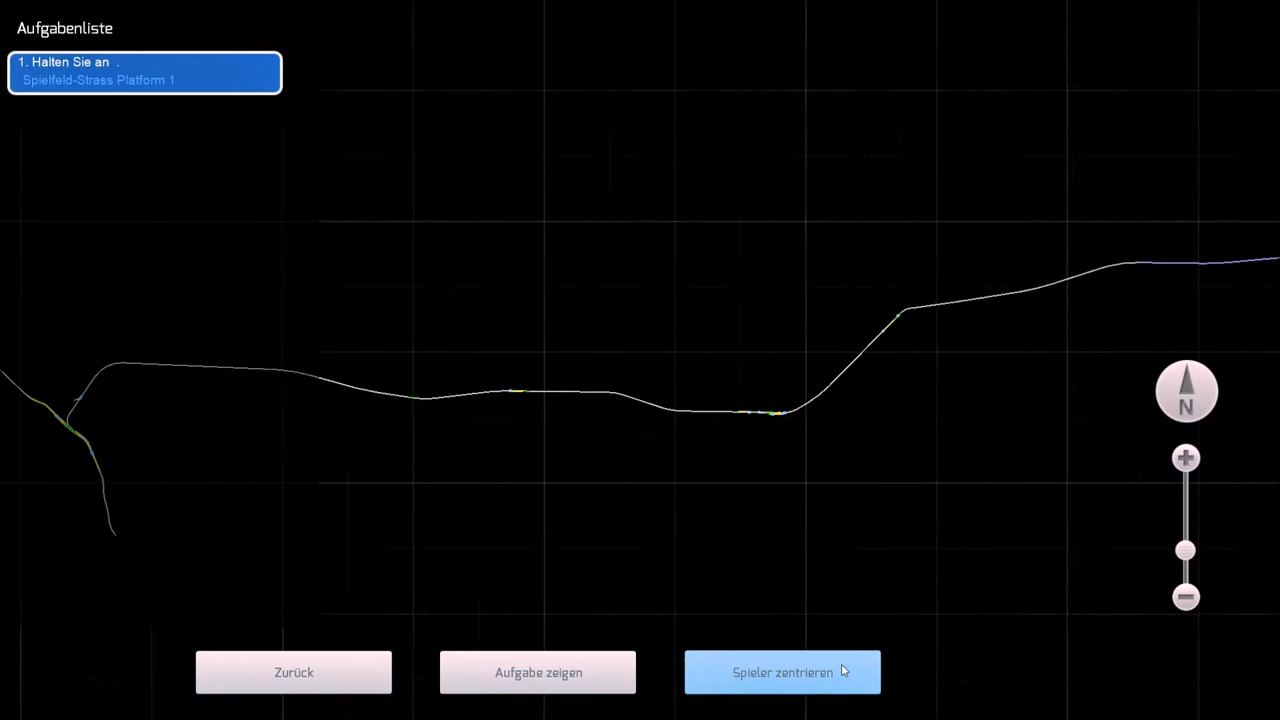 Aufgabenliste
1. Halten Sie an .
Spielfeld-Strass Platform 1
N
Zurück
Aufgabe zeigen
Spieler zentrieren